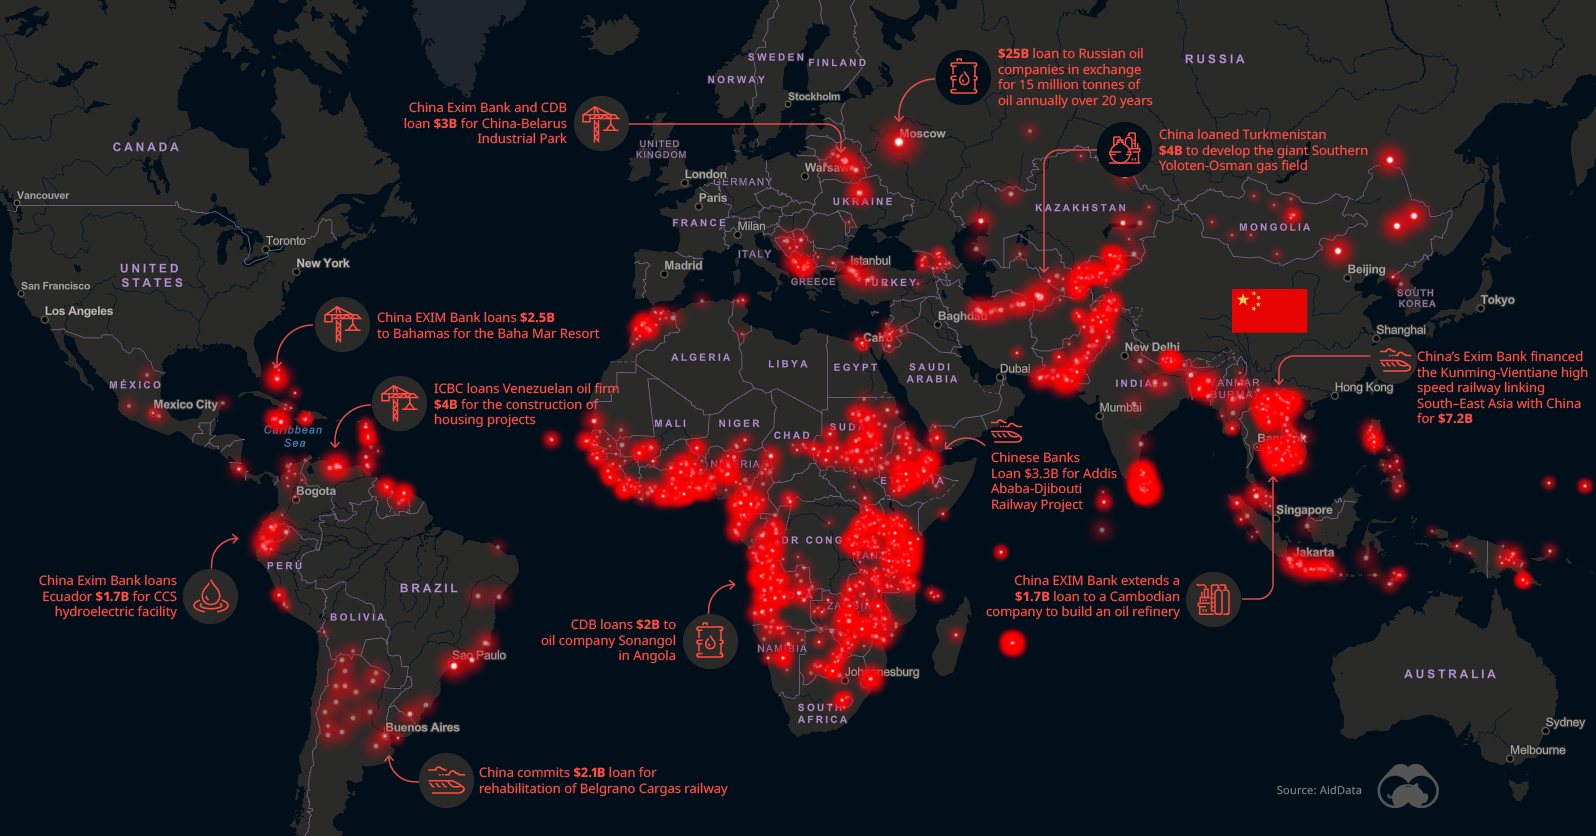 SWEDEN
FINLAND
NORWAY
RUSSIA
Stockholm
$25B loan to Russian oil
companies in exchange
for 15 million tonnes of
oil annually over 20 years
China Exim Bank and CDB
loan $3B for China-Belarus
Industrial Park
Moscow
China loaned Turkmenistan
$4B to develop the giant Southern
Yoloten-Osman gas field
CANADA
UNITED
KINGDOM
London
Warsaw
GERMANY
Vancouver
Paris
UKRAINE
KAZAKHSTAN
FRANCE
Milan
MONGOLIA
Toronto
ITALY
Istanbul
New York
Madrid
UNITED
STATES
GREECE
TURKEY
Beijing
San Francisco
SOUTH
KOREA
Tokyo
Los Angeles
Baghdad
China EXIM Bank loans $2.5B
to Bahamas for the Baha Mar Resort
Cairo
Shanghai
New Delhi
ALGERIA
LIBYA
EGYPT
SAUDI
ARABIA
Dubai
China's Exim Bank financed
the Kunming-Vientiane high
speed railway linking
South–East Asia with China
for $7.2B
MÉXICO
Mexico City
ICBC loans Venezuelan oil firm
$4B for the construction of
housing projects
INDIA
Hong Kong
Mumbai
Caribbean
Sea
MALI
NIGER
CHAD
Bangkok
Chinese Banks
Loan $3.3B for Addis
Ababa-Djibouti
Railway Project
Bogota
Singapore
DR CONG
Jakarta
PERÚ
China Exim Bank loans
Ecuador $1.7B for CCS
hydroelectric facility
BRAZIL
BOLIVIA
China EXIM Bank extends a
$1.7B loan to a Cambodian
company to build an oil refinery
CDB loans $2B to
oil company Sonangol
in Angola
NAMIBIA
Sao Paulo
Johannesburg
AUSTRALIA
SOUTH
AFRICA
Buenos Aires
Sydney
Melbourne
China commits $2.1B loan for
rehabilitation of Belgrano Cargas railway
Source: AidData